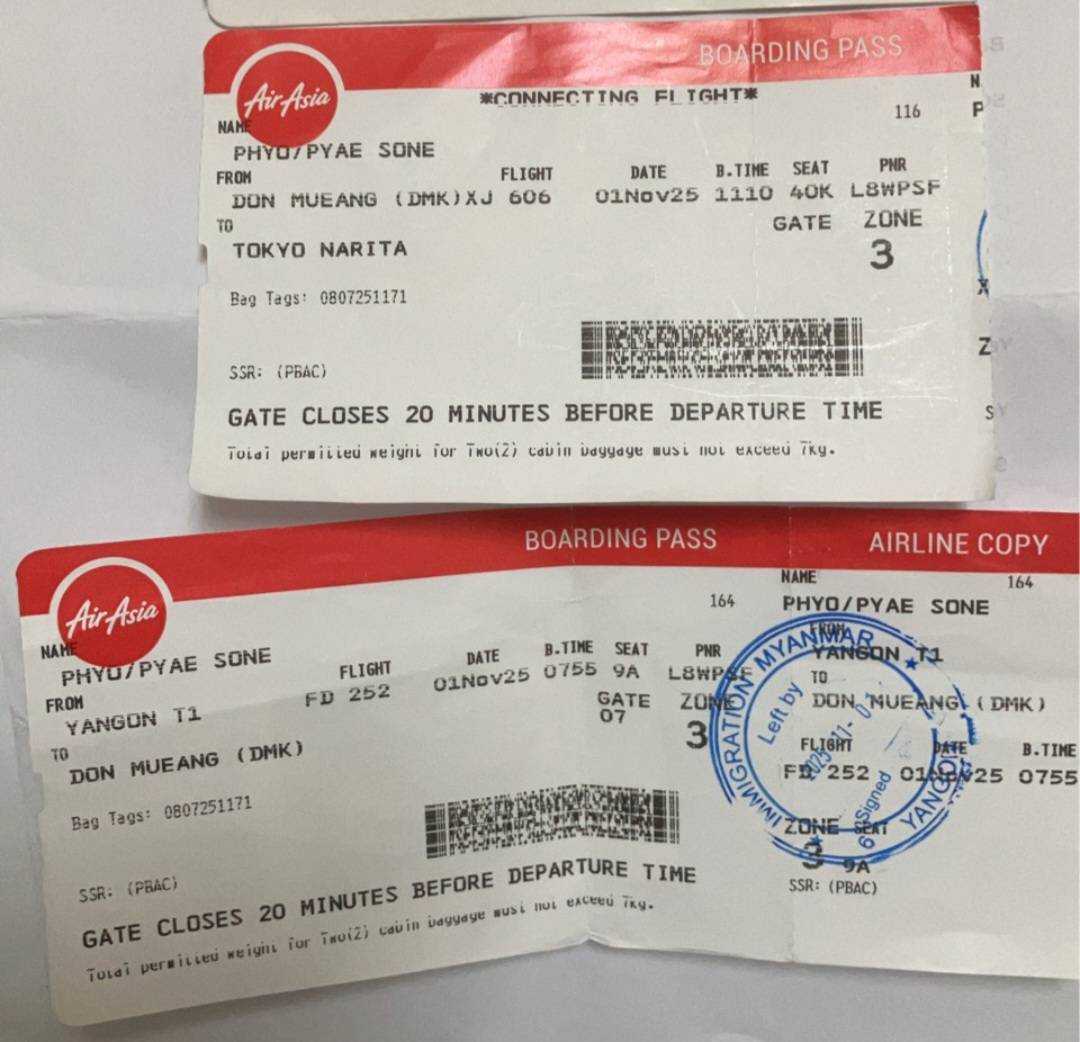 BOARDING PASS
AirAsia
*CONNECTING FLIGHT*
116
NAME
PHYO/PYAE SONE
FROM FLIGHT DATE B.TIME SEAT PNR
DON MUEANG (DMK) XJ 606 01Nov25 1110 40K L8WPSF
TO GATE ZONE
TOKYO NARITA 3
Bag Tags: 0807251171
SSR: (PBAC)
GATE CLOSES 20 MINUTES BEFORE DEPARTURE TIME
Total permitted weight for Two(2) cabin baggage must not exceed 7kg.
N
P
X
Z
S
BOARDING PASS
AirAsia
164
NAME
PHYO/PYAE SONE
FROM FLIGHT DATE B.TIME SEAT PNR
YANGON T1 FD 252 01Nov25 0755 9A L8WPSF
TO GATE ZONE
DON MUEANG (DMK) 07 3
Bag Tags: 0807251171
SSR: (PBAC)
GATE CLOSES 20 MINUTES BEFORE DEPARTURE TIME
Total permitted weight for Two(2) cabin baggage must not exceed 7kg.
AIRLINE COPY
NAME 164
PHYO/PYAE SONE
FROM
YANGON T1
TO
DON MUEANG (DMK)
FLIGHT DATE B.TIME
FD 252 01Nov25 0755
ZONE SEAT
3 9A
SSR: (PBAC)
IMMIGRATION MYANMAR
Left by
Signed
YANGON